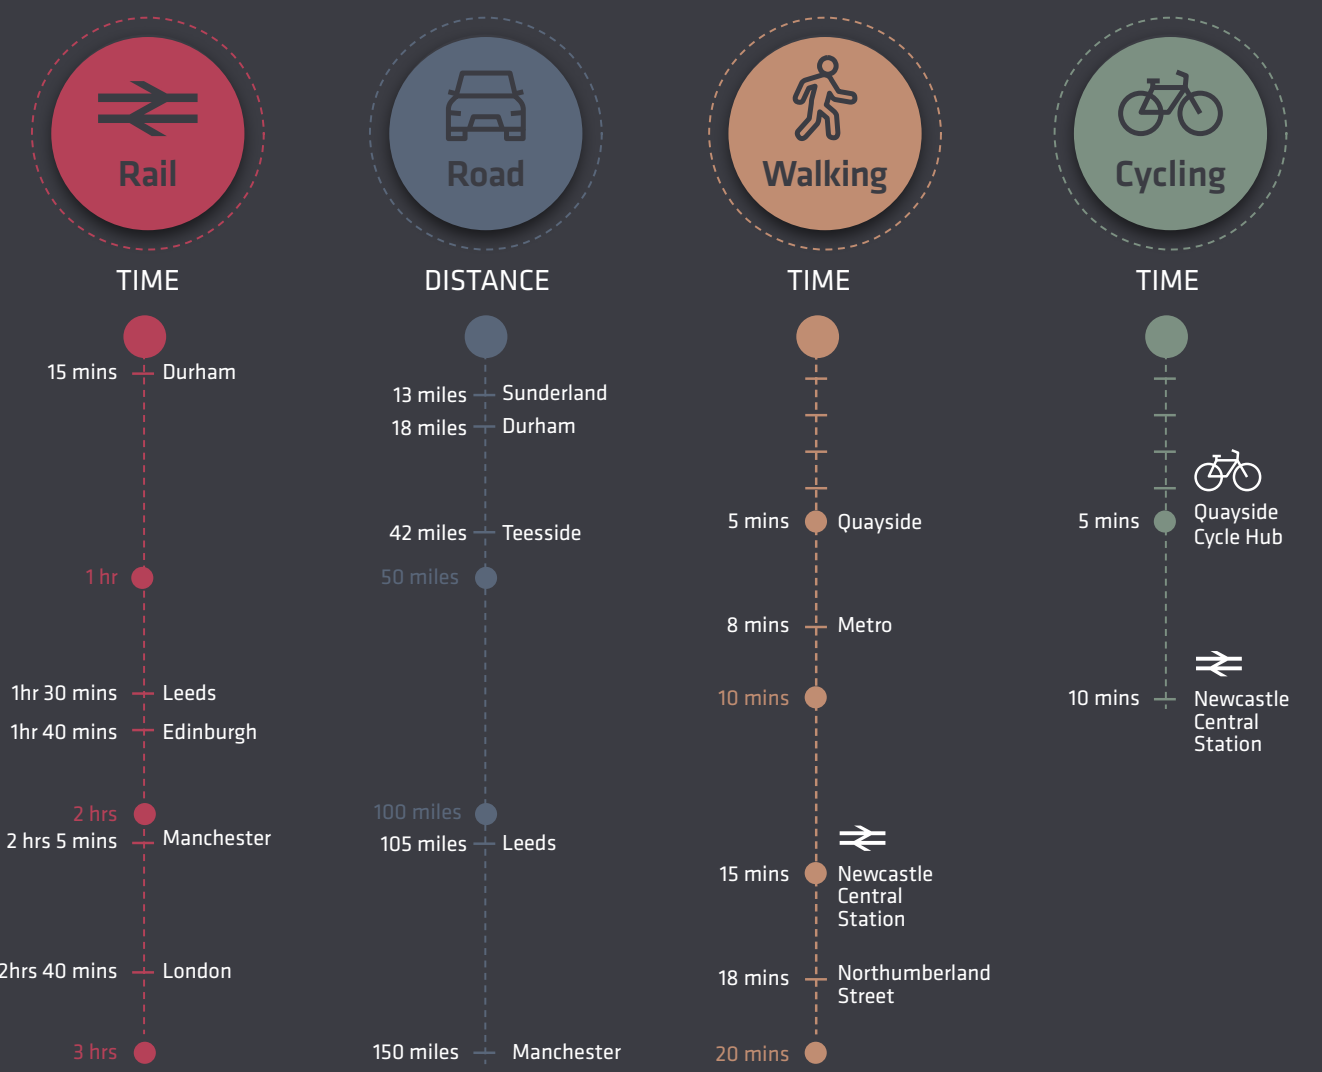 Rail
TIME
15 mins Durham
1 hr
1hr 30 mins Leeds
1hr 40 mins Edinburgh
2 hrs
2 hrs 5 mins Manchester
2hrs 40 mins London
3 hrs
Road
DISTANCE
13 miles Sunderland
18 miles Durham
42 miles Teesside
50 miles
100 miles
105 miles Leeds
150 miles Manchester
Walking
TIME
5 mins Quayside
8 mins Metro
10 mins
15 mins Newcastle
Central
Station
18 mins Northumberland
Street
20 mins
Cycling
TIME
5 mins Quayside
Cycle Hub
10 mins Newcastle
Central
Station